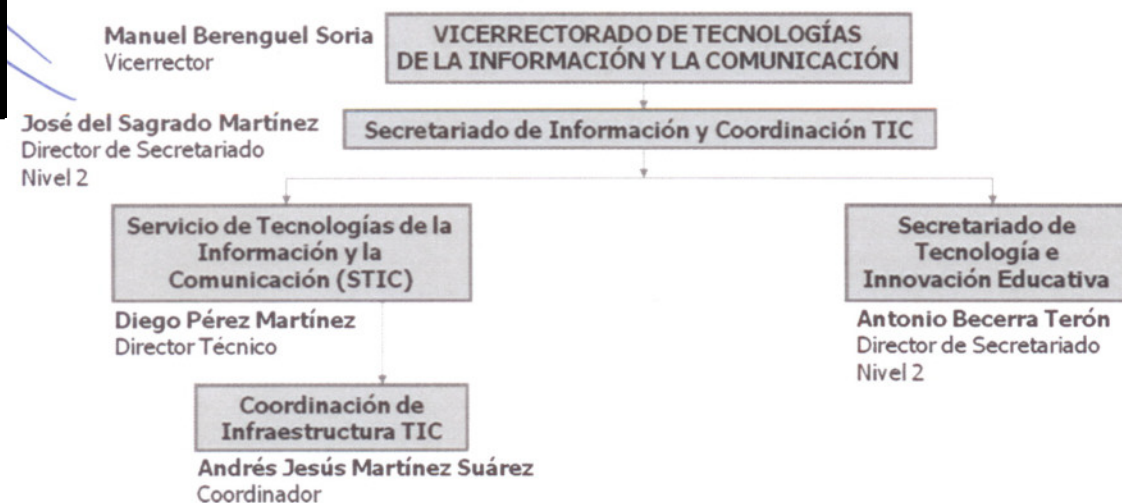 Manuel Berenguel Soria
Vicerrector
VICERRECTORADO DE TECNOLOGÍAS
DE LA INFORMACIÓN Y LA COMUNICACIÓN
José del Sagrado Martínez
Director de Secretariado
Nivel 2
Secretariado de Información y Coordinación TIC
Servicio de Tecnologías de la
Información y la
Comunicación (STIC)
Diego Pérez Martínez
Director Técnico
Secretariado de
Tecnología e
Innovación Educativa
Antonio Becerra Terón
Director de Secretariado
Nivel 2
Coordinación de
Infraestructura TIC
Andrés Jesús Martínez Suárez
Coordinador